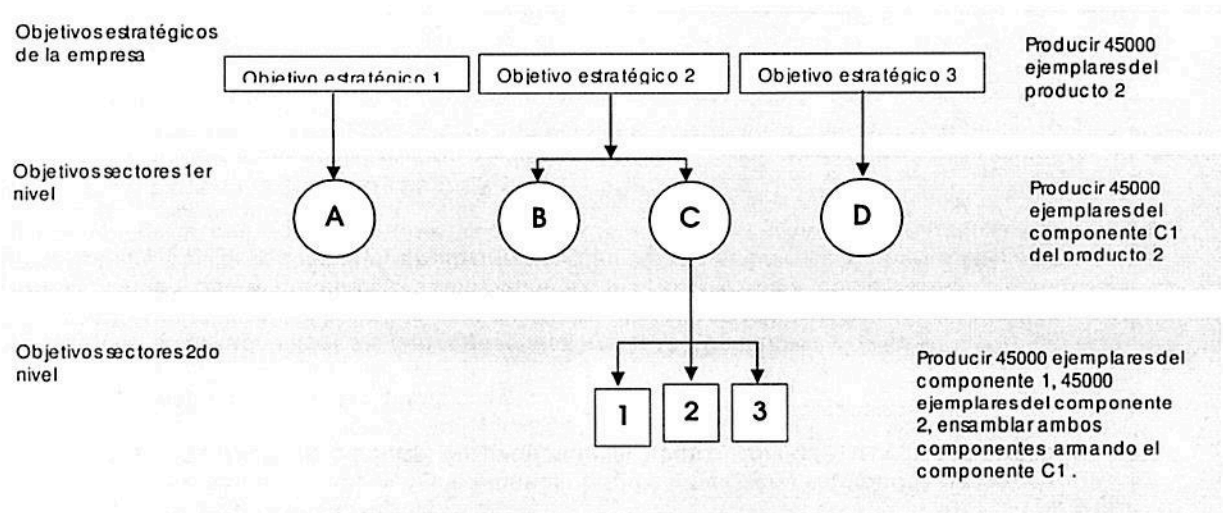 Objetivos estratégicos
de la empresa
Objetivo estratégico 1
Objetivo estratégico 2
Objetivo estratégico 3
Producir 45000
ejemplares del
producto 2
Objetivos sectores 1er
nivel
A
B
C
D
Producir 45000
ejemplares del
componente C1
del producto 2
Objetivos sectores 2do
nivel
1
2
3
Producir 45000 ejemplares del
componente 1, 45000
ejemplares del componente
2, ensamblar ambos
componentes armando el
componente C1 .